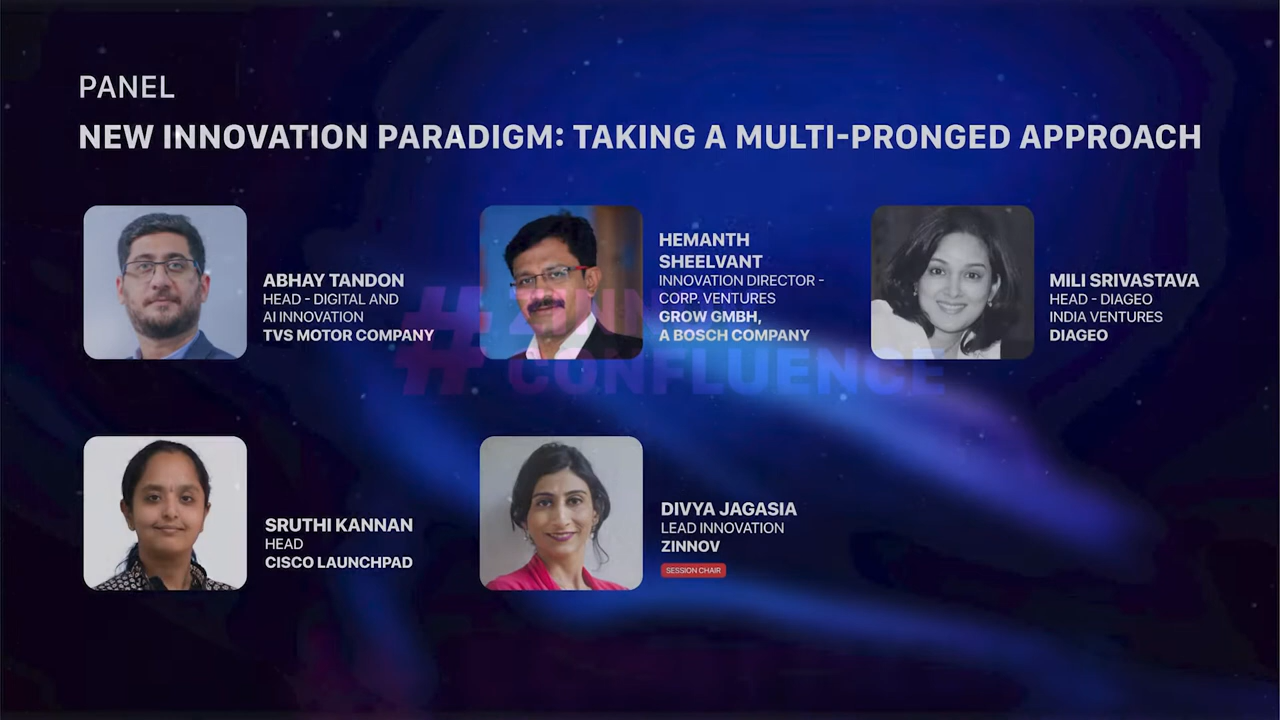 PANEL
NEW INNOVATION PARADIGM: TAKING A MULTI-PRONGED APPROACH
ABHAY TANDON
HEAD - DIGITAL AND
AI INNOVATION
TVS MOTOR COMPANY
HEMANTH
SHEELVANT
INNOVATION DIRECTOR -
CORP. VENTURES
GROW GMBH,
A BOSCH COMPANY
MILI SRIVASTAVA
HEAD - DIAGEO
INDIA VENTURES
DIAGEO
#
CONFLUENCE
SRUTHI KANNAN
HEAD
CISCO LAUNCHPAD
DIVYA JAGASIA
LEAD INNOVATION
ZINNOV
SESSION CHAIR